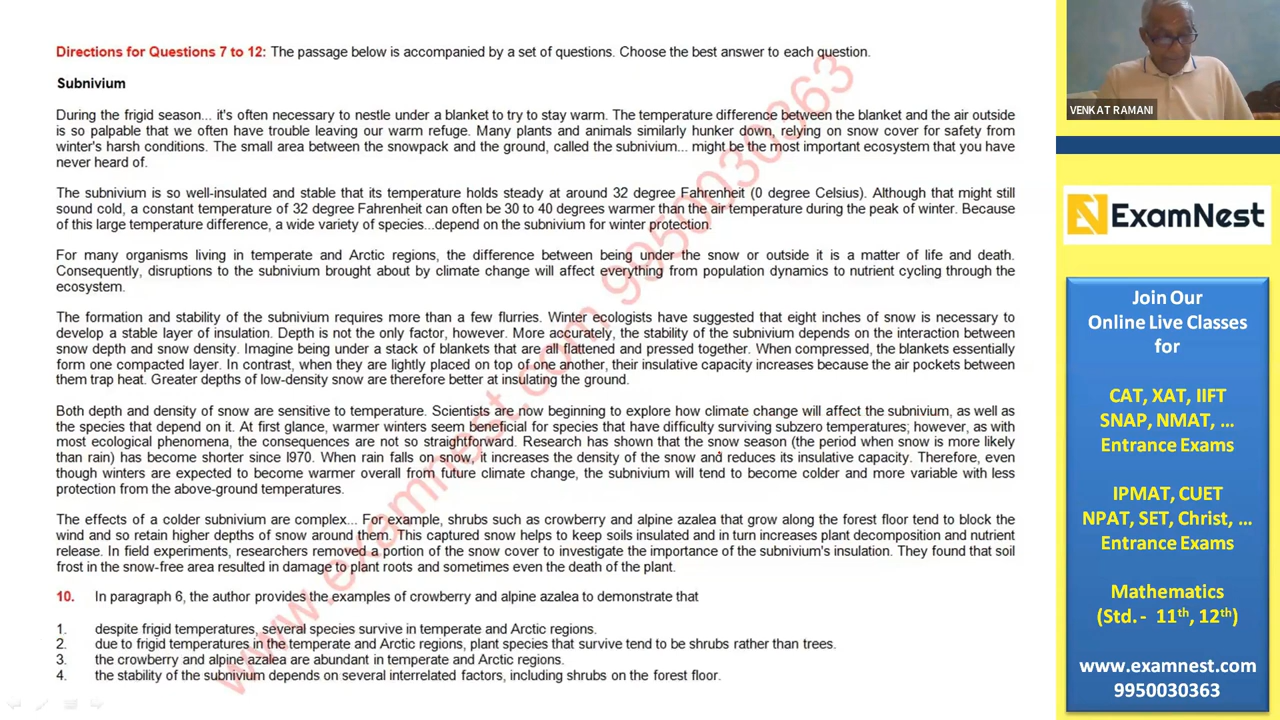 Directions for Questions 7 to 12: The passage below is accompanied by a set of questions. Choose the best answer to each question.
Subnivium
During the frigid season... it's often necessary to nestle under a blanket to try to stay warm. The temperature difference between the blanket and the air outside
is so palpable that we often have trouble leaving our warm refuge. Many plants and animals similarly hunker down, relying on snow cover for safety from
winter's harsh conditions. The small area between the snowpack and the ground, called the subnivium... might be the most important ecosystem that you have
never heard of.
The subnivium is so well-insulated and stable that its temperature holds steady at around 32 degree Fahrenheit (0 degree Celsius). Although that might still
sound cold, a constant temperature of 32 degree Fahrenheit can often be 30 to 40 degrees warmer than the air temperature during the peak of winter. Because
of this large temperature difference, a wide variety of species...depend on the subnivium for winter protection.
For many organisms living in temperate and Arctic regions, the difference between being under the snow or outside it is a matter of life and death.
Consequently, disruptions to the subnivium brought about by climate change will affect everything from population dynamics to nutrient cycling through the
ecosystem.
The formation and stability of the subnivium requires more than a few flurries. Winter ecologists have suggested that eight inches of snow is necessary to
develop a stable layer of insulation. Depth is not the only factor, however. More accurately, the stability of the subnivium depends on the interaction between
snow depth and snow density. Imagine being under a stack of blankets that are all flattened and pressed together. When compressed, the blankets essentially
form one compacted layer. In contrast, when they are lightly placed on top of one another, their insulative capacity increases because the air pockets between
them trap heat. Greater depths of low-density snow are therefore better at insulating the ground.
Both depth and density of snow are sensitive to temperature. Scientists are now beginning to explore how climate change will affect the subnivium, as well as
the species that depend on it. At first glance, warmer winters seem beneficial for species that have difficulty surviving subzero temperatures; however, as with
most ecological phenomena, the consequences are not so straightforward. Research has shown that the snow season (the period when snow is more likely
than rain) has become shorter since I970. When rain falls on snow, it increases the density of the snow and reduces its insulative capacity. Therefore, even
though winters are expected to become warmer overall from future climate change, the subnivium will tend to become colder and more variable with less
protection from the above-ground temperatures.
The effects of a colder subnivium are complex... For example, shrubs such as crowberry and alpine azalea that grow along the forest floor tend to block the
wind and so retain higher depths of snow around them. This captured snow helps to keep soils insulated and in turn increases plant decomposition and nutrient
release. In field experiments, researchers removed a portion of the snow cover to investigate the importance of the subnivium's insulation. They found that soil
frost in the snow-free area resulted in damage to plant roots and sometimes even the death of the plant.
10. In paragraph 6, the author provides the examples of crowberry and alpine azalea to demonstrate that
1. despite frigid temperatures, several species survive in temperate and Arctic regions.
2. due to frigid temperatures in the temperate and Arctic regions, plant species that survive tend to be shrubs rather than trees.
3. the crowberry and alpine azalea are abundant in temperate and Arctic regions.
4. the stability of the subnivium depends on several interrelated factors, including shrubs on the forest floor.
www.examnest.com 9950030363
VENKAT RAMANI
ExamNest
Join Our
Online Live Classes
for
CAT, XAT, IIFT
SNAP, NMAT, ...
Entrance Exams
IPMAT, CUET
NPAT, SET, Christ, ...
Entrance Exams
Mathematics
(Std. - 11th, 12th)
www.examnest.com
9950030363